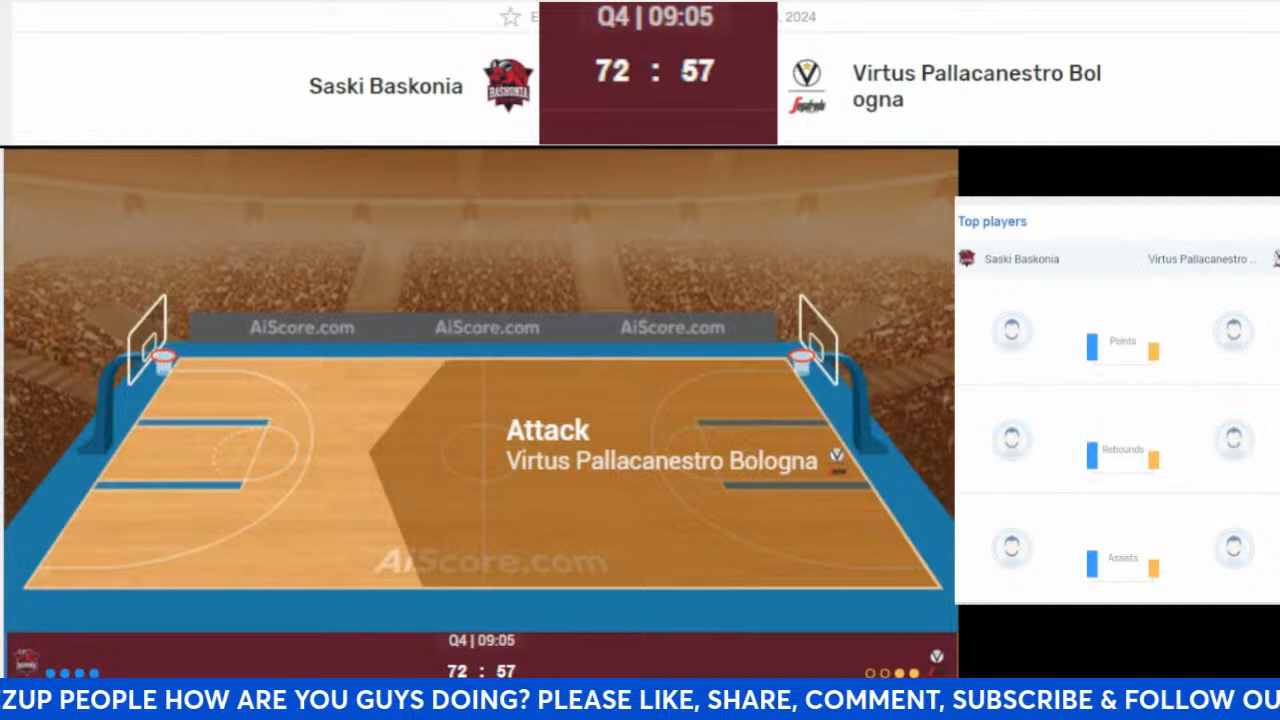 Q4 | 09:05
, 2024
72 : 57
Saski Baskonia
BASKONIA
Virtus Pallacanestro Bol
ogna
Segafredo
Top players
Saski Baskonia
Virtus Pallacanestro ...
AiScore.com
AiScore.com
AiScore.com
Points
Attack
Virtus Pallacanestro Bologna
Rebounds
AiScore.com
Assists
Q4 | 09:05
72 : 57
ZUP PEOPLE HOW ARE YOU GUYS DOING? PLEASE LIKE, SHARE, COMMENT, SUBSCRIBE & FOLLOW OU